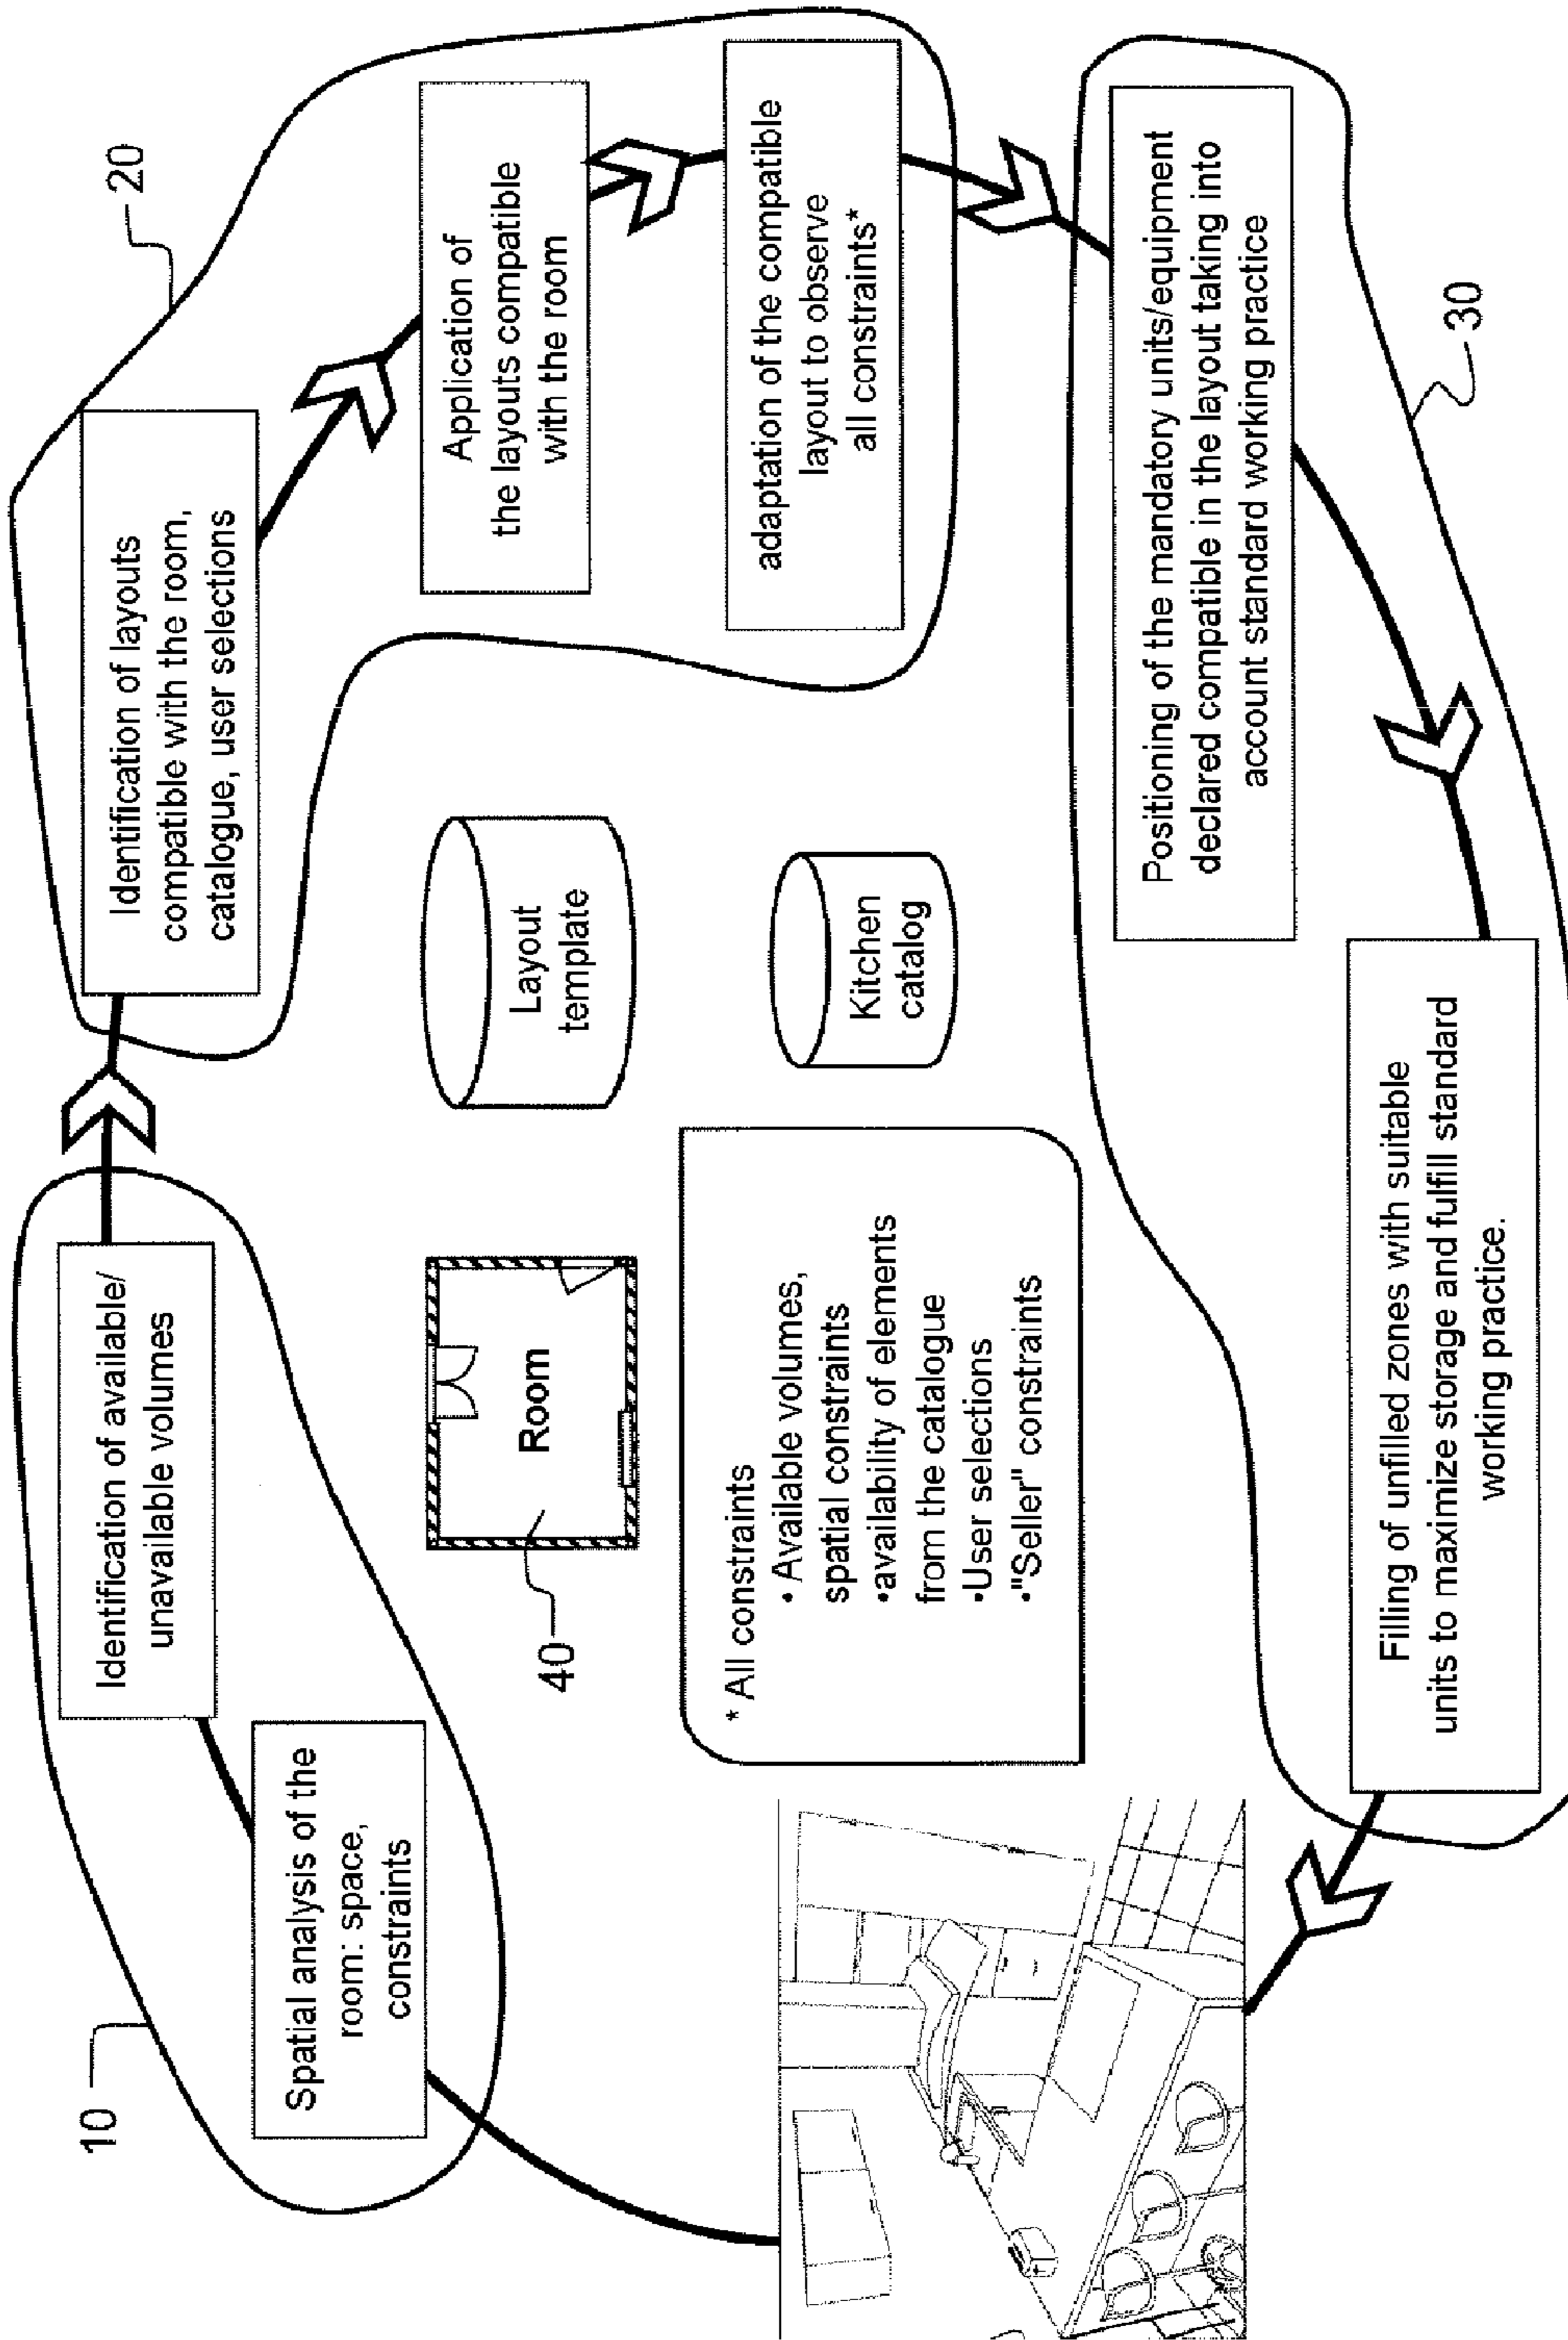 10
Spatial analysis of the
room: space,
constraints
Identification of available/
unavailable volumes
20
Identification of layouts
compatible with the room,
catalogue, user selections
Application of
the layouts compatible
with the room
adaptation of the compatible
layout to observe
all constraints*
40
Room
Layout
template
Kitchen
catalog
* All constraints
• Available volumes,
spatial constraints
•availability of elements
from the catalogue
•User selections
•"Seller" constraints
30
Positioning of the mandatory units/equipment
declared compatible in the layout taking into
account standard working practice
Filling of unfilled zones with suitable
units to maximize storage and fulfill standard
working practice.